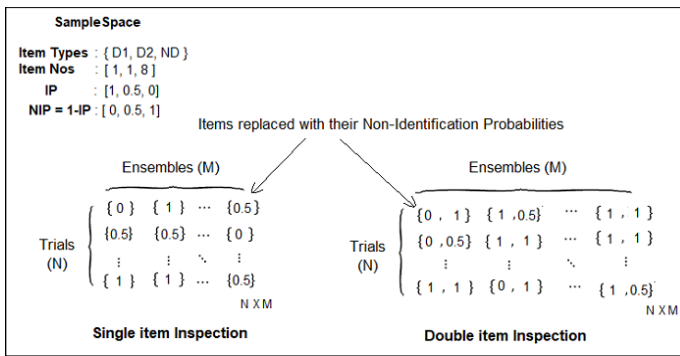 SampleSpace
Item Types : { D1, D2, ND }
Item Nos : [ 1, 1, 8 ]
IP : [1, 0.5, 0]
NIP = 1-IP : [ 0, 0.5, 1]
Items replaced with their Non-Identification Probabilities
Ensembles (M)
Trials (N)
{ 0 } { 1 } ... {0.5}
{0.5} {0.5} ... { 0 }
⋮ ⋮ ⋱ ⋮
{ 1 } { 1 } ... {0.5}
N X M
Single item Inspection
Ensembles (M)
Trials (N)
{0 , 1} {1 ,0.5} ... { 1 , 1 }
{0 ,0.5} { 1 , 1 } ... { 1 , 1 }
⋮ ⋮ ⋱ ⋮
{ 1 , 1 } {0 , 1 } ... {1 ,0.5}
N X M
Double item Inspection